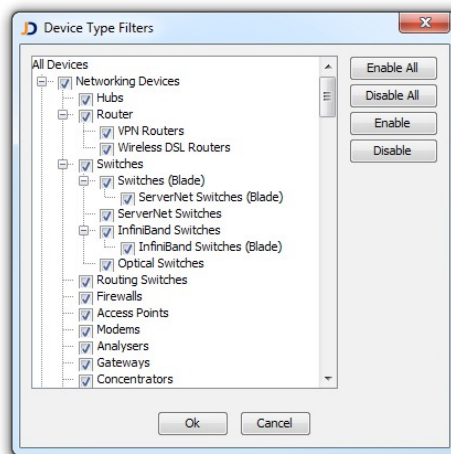 Device Type Filters
All Devices
Networking Devices
Hubs
Router
VPN Routers
Wireless DSL Routers
Switches
Switches (Blade)
ServerNet Switches (Blade)
ServerNet Switches
InfiniBand Switches
InfiniBand Switches (Blade)
Optical Switches
Routing Switches
Firewalls
Access Points
Modems
Analysers
Gateways
Concentrators
Enable All
Disable All
Enable
Disable
Ok
Cancel